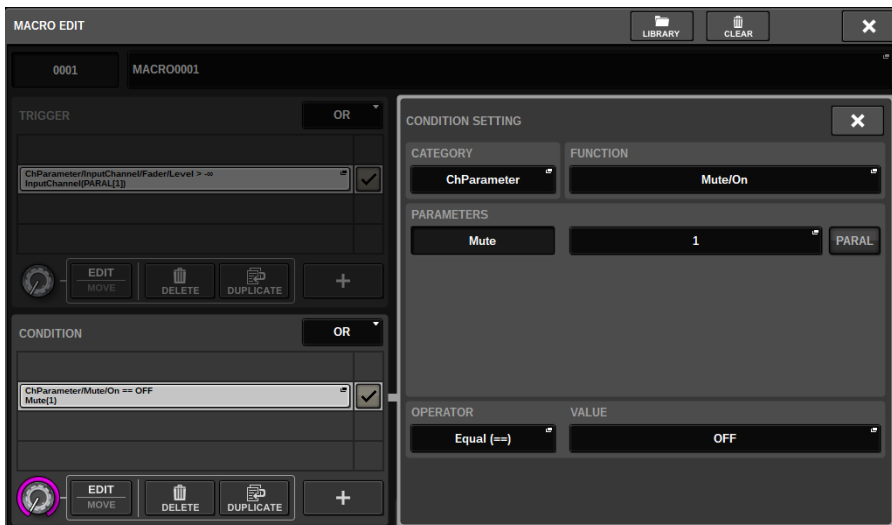 MACRO EDIT
LIBRARY
CLEAR
0001
MACRO0001
TRIGGER
OR
ChParameter/InputChannel/Fader/Level > -∞
InputChannel(PARAL[1])
EDIT
MOVE
DELETE
DUPLICATE
+
CONDITION
OR
ChParameter/Mute/On == OFF
Mute(1)
EDIT
MOVE
DELETE
DUPLICATE
+
CONDITION SETTING
CATEGORY
FUNCTION
ChParameter
Mute/On
PARAMETERS
Mute
1
PARAL
OPERATOR
VALUE
Equal (==)
OFF